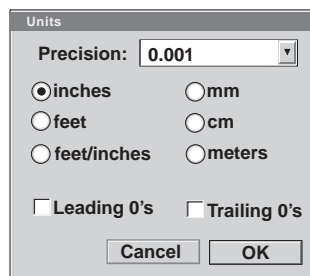 Units
Precision: 0.001
inches mm
feet cm
feet/inches meters
Leading 0's Trailing 0's
Cancel OK